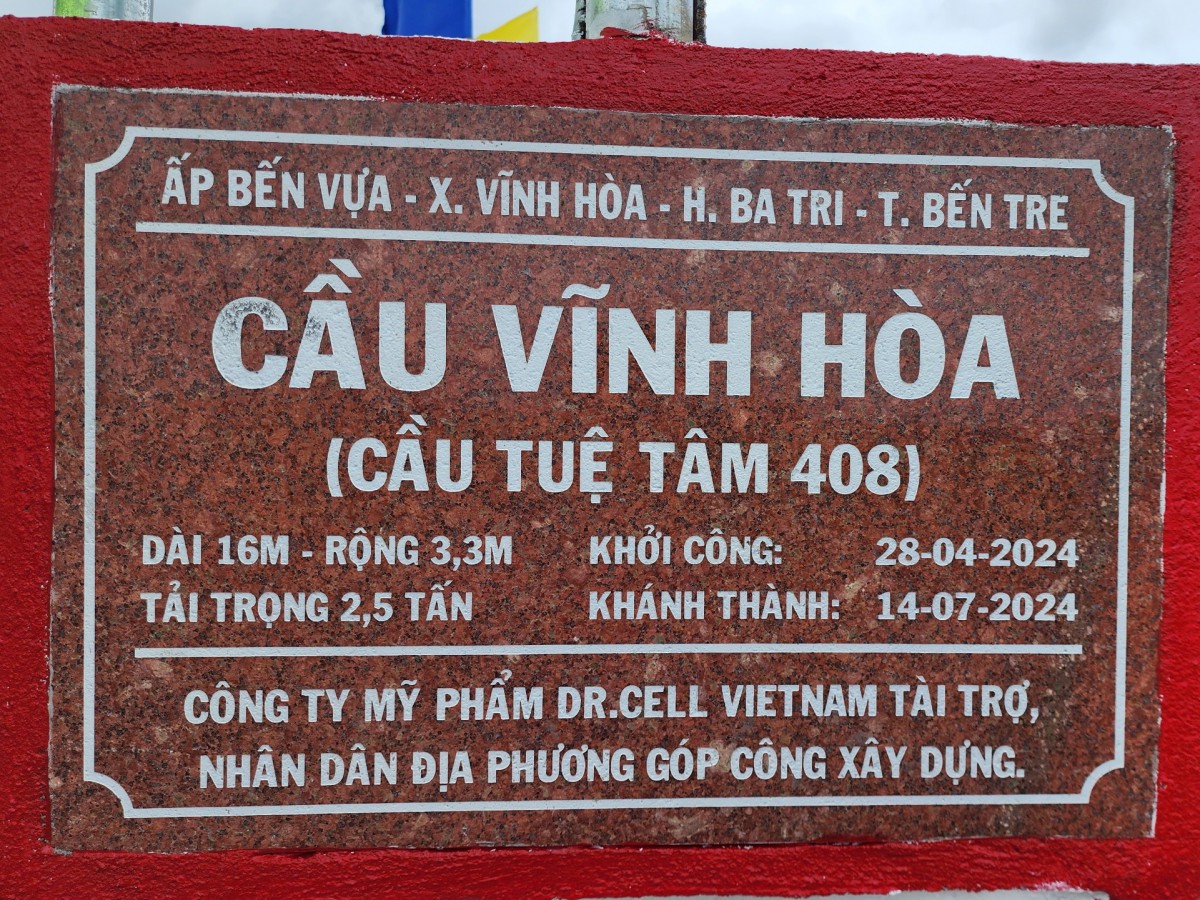 ẤP BẾN VỰA - X. VĨNH HÒA - H. BA TRI - T. BẾN TRE
CẦU VĨNH HÒA
(CẦU TUỆ TÂM 408)
DÀI 16M - RỘNG 3,3M KHỞI CÔNG: 28-04-2024
TẢI TRỌNG 2,5 TẤN KHÁNH THÀNH: 14-07-2024
CÔNG TY MỸ PHẨM DR.CELL VIETNAM TÀI TRỢ,
NHÂN DÂN ĐỊA PHƯƠNG GÓP CÔNG XÂY DỰNG.